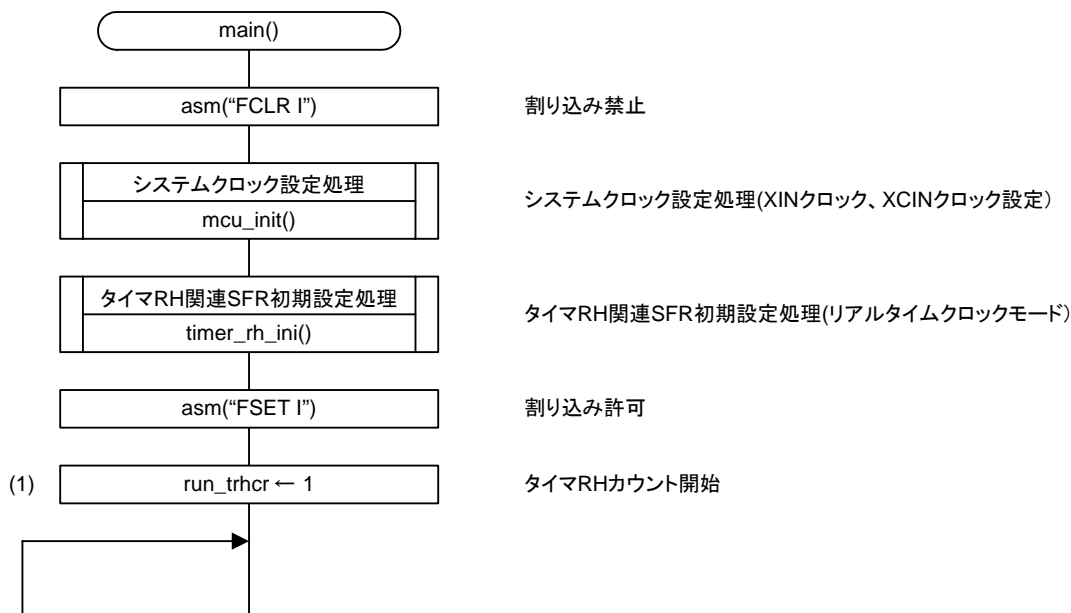 main()
asm(“FCLR I”)
割り込み禁止
システムクロック設定処理
mcu_init()
システムクロック設定処理(XINクロック、XCINクロック設定)
タイマRH関連SFR初期設定処理
timer_rh_ini()
タイマRH関連SFR初期設定処理(リアルタイムクロックモード)
asm(“FSET I”)
割り込み許可
(1)
run_trhcr ← 1
タイマRHカウント開始